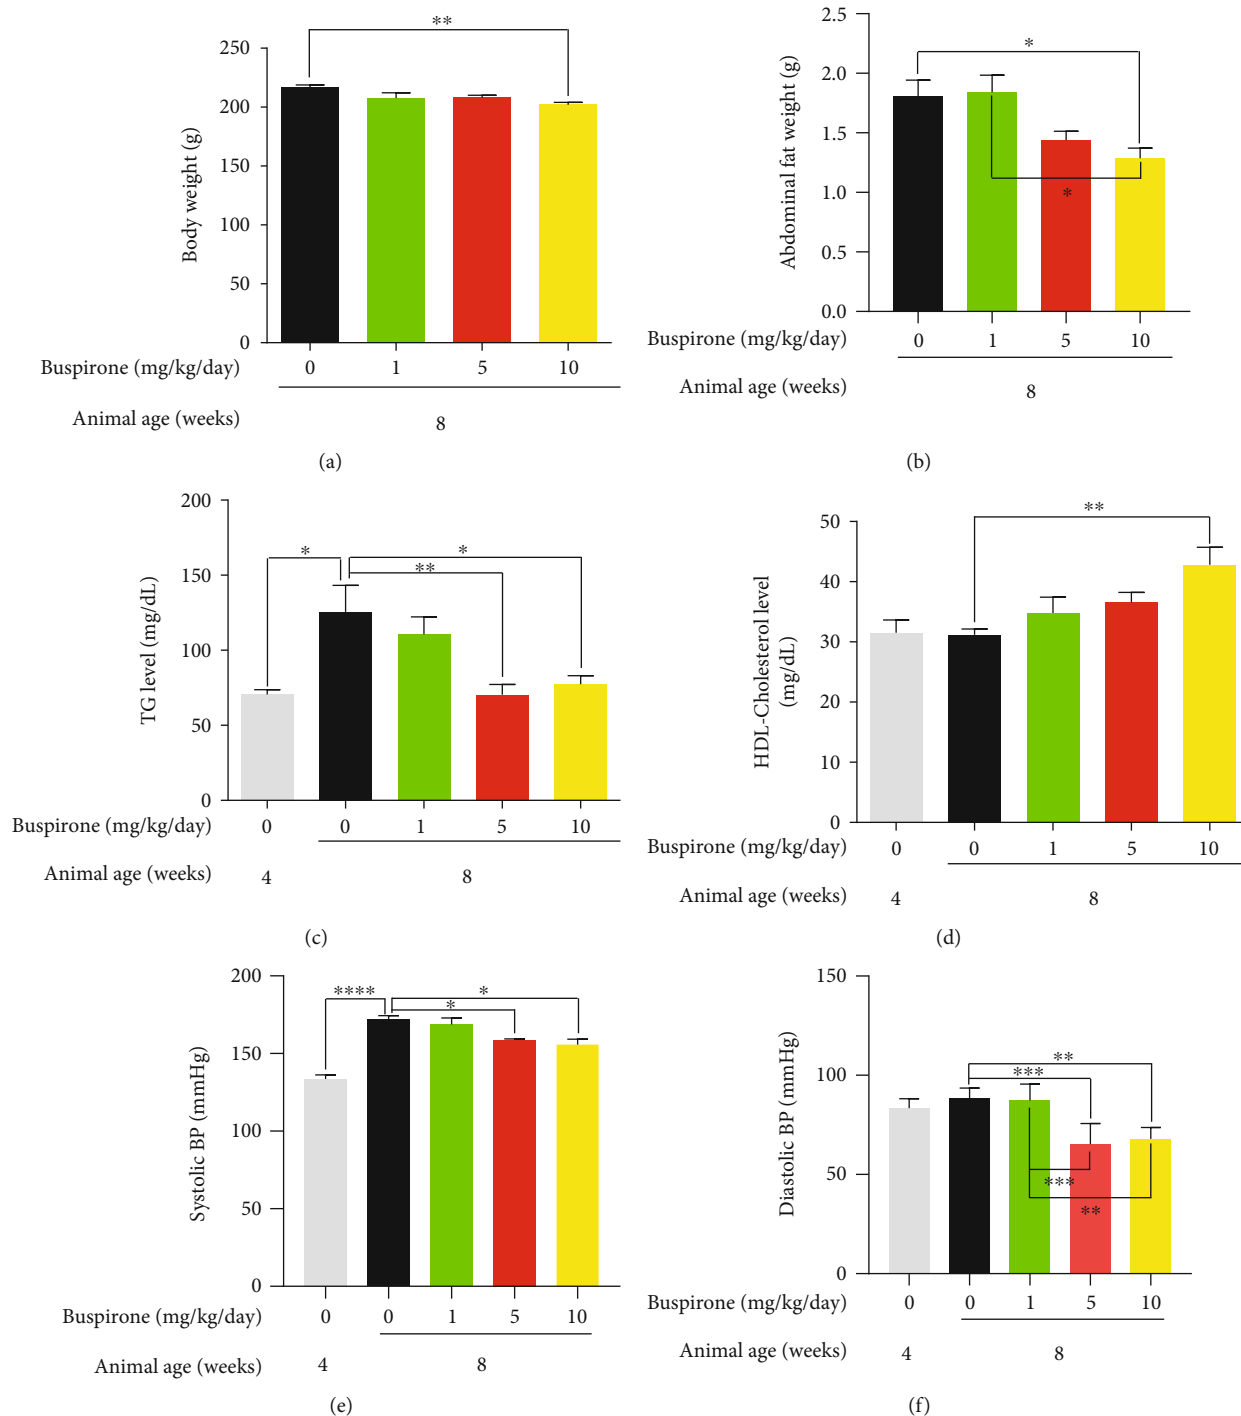 **
250
200
150
100
50
0
Body weight (g)
Buspirone (mg/kg/day)
0 1 5 10
Animal age (weeks)
8
(a)
*
*
2.5
2.0
1.5
1.0
0.5
0.0
Abdominal fat weight (g)
Buspirone (mg/kg/day)
0 1 5 10
Animal age (weeks)
8
(b)
* ** *
200
150
100
50
0
TG level (mg/dL)
Buspirone (mg/kg/day)
0 0 1 5 10
Animal age (weeks)
4 8
(c)
**
50
40
30
20
10
0
HDL-Cholesterol level
(mg/dL)
Buspirone (mg/kg/day)
0 0 1 5 10
Animal age (weeks)
4 8
(d)
**** * *
200
150
100
50
0
Systolic BP (mmHg)
Buspirone (mg/kg/day)
0 0 1 5 10
Animal age (weeks)
4 8
(e)
**
***
***
**
150
100
50
0
Diastolic BP (mmHg)
Buspirone (mg/kg/day)
0 0 1 5 10
Animal age (weeks)
4 8
(f)